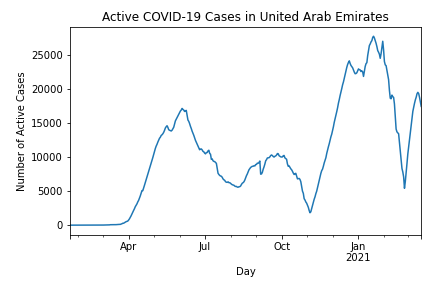 Active COVID-19 Cases in United Arab Emirates
Number of Active Cases
25000
20000
15000
10000
5000
0
Apr
Jul
Oct
Jan
2021
Day